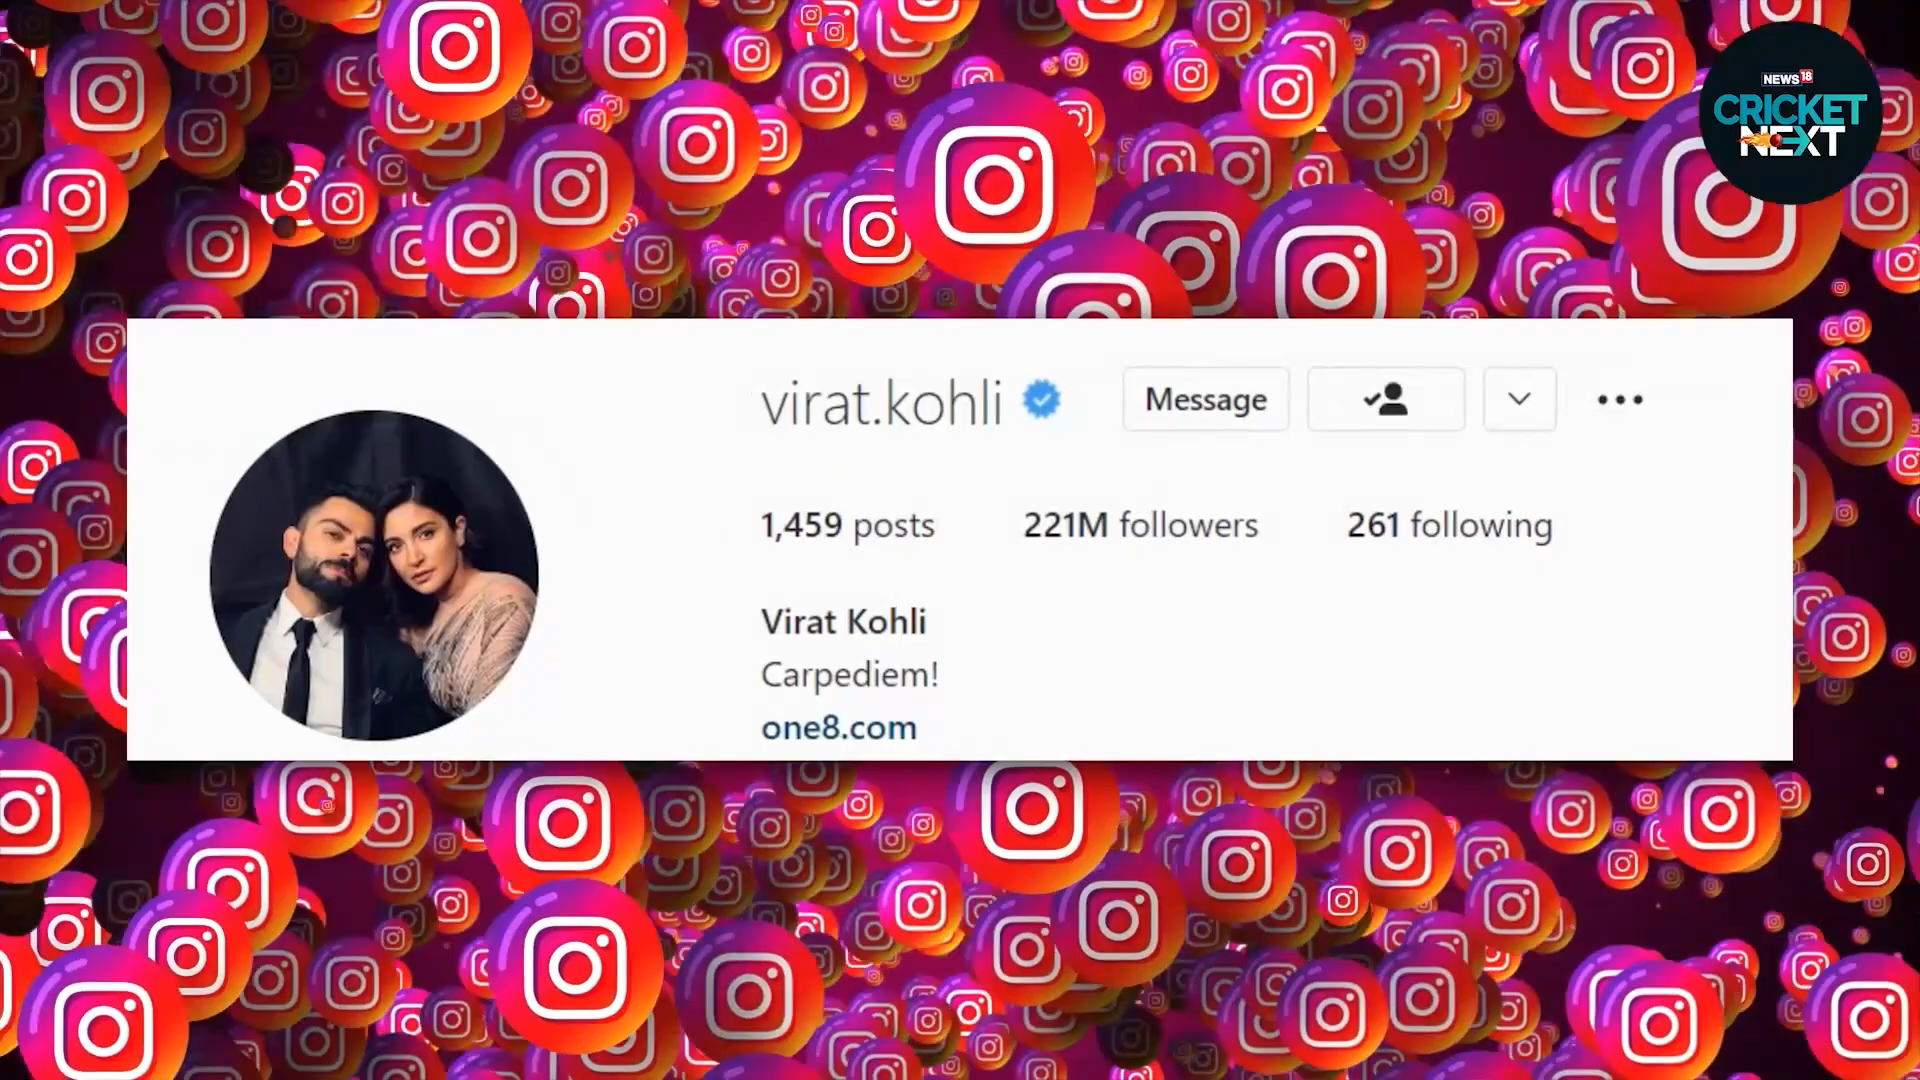 NEWS18
CRICKET
NEXT
virat.kohli
Message
1,459 posts
221M followers
261 following
Virat Kohli
Carpediem!
one8.com